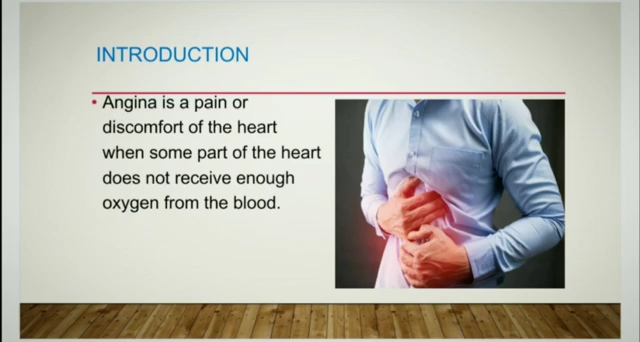 INTRODUCTION
• Angina is a pain or
discomfort of the heart
when some part of the heart
does not receive enough
oxygen from the blood.